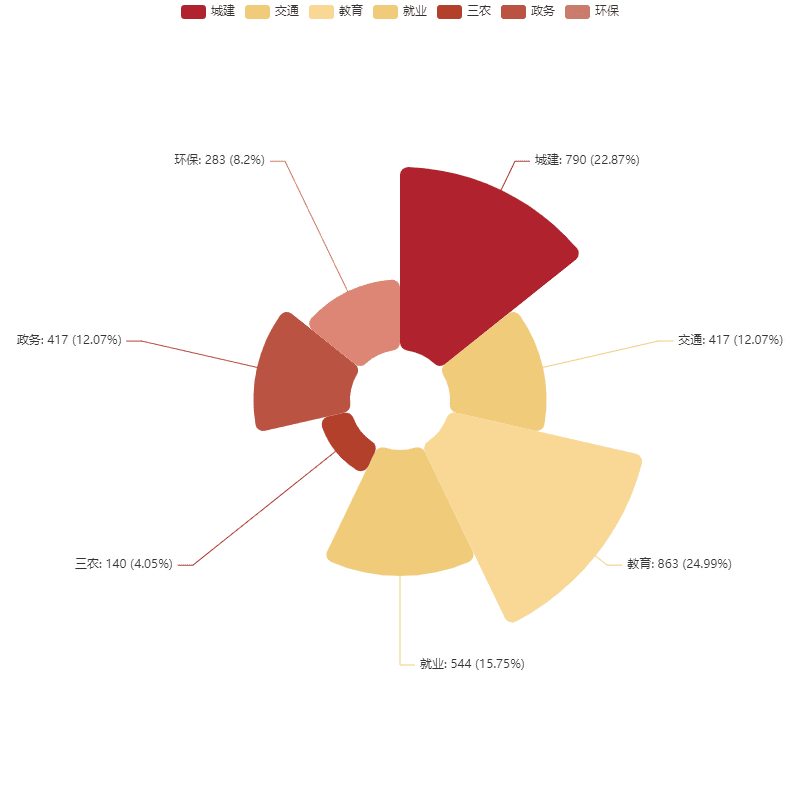 城建 交通 教育 就业 三农 政务 环保
环保: 283 (8.2%)
城建: 790 (22.87%)
政务: 417 (12.07%)
交通: 417 (12.07%)
三农: 140 (4.05%)
教育: 863 (24.99%)
就业: 544 (15.75%)